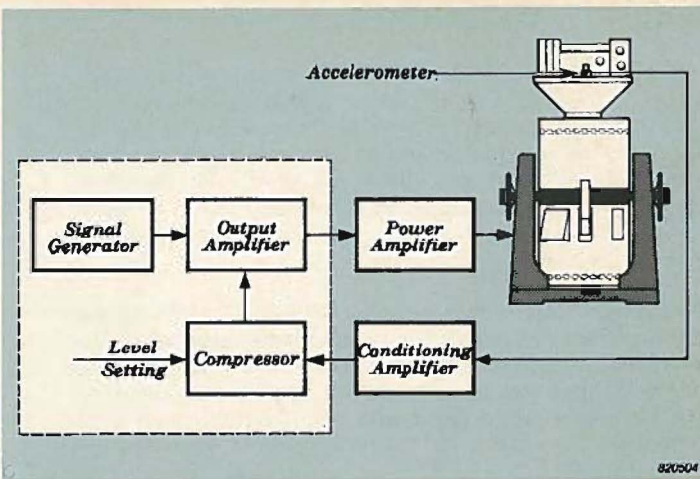 Accelerometer
Signal
Generator
Output
Amplifier
Power
Amplifier
Level
Setting
Compressor
Conditioning
Amplifier
820504